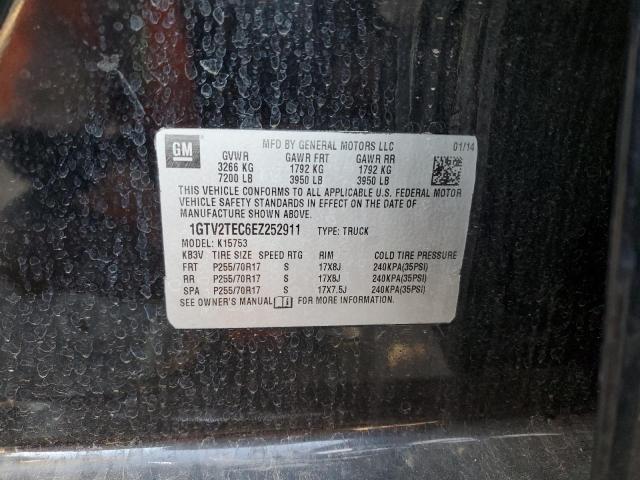 GM
MFD BY GENERAL MOTORS LLC 01/14
GVWR GAWR FRT GAWR RR
3266 KG 1792 KG 1792 KG
7200 LB 3950 LB 3950 LB
THIS VEHICLE CONFORMS TO ALL APPLICABLE U.S. FEDERAL MOTOR
VEHICLE SAFETY STANDARDS IN EFFECT ON THE DATE OF
MANUFACTURE SHOWN ABOVE.
1GTV2TEC6EZ252911 TYPE: TRUCK
MODEL: K15753
KB3V TIRE SIZE SPEED RTG RIM COLD TIRE PRESSURE
FRT P255/70R17 S 17X8J 240KPA(35PSI)
RR P255/70R17 S 17X8J 240KPA(35PSI)
SPA P255/70R17 S 17X7.5J 240KPA(35PSI)
SEE OWNER'S MANUAL FOR MORE INFORMATION.